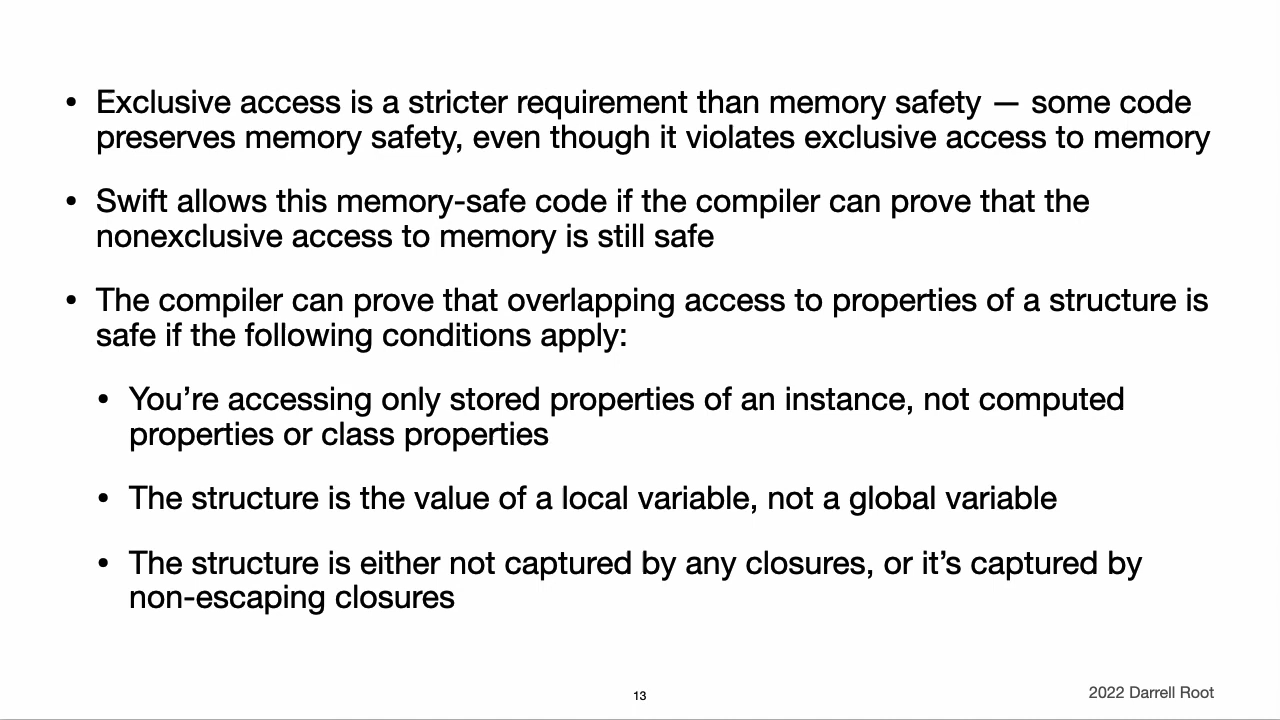 • Exclusive access is a stricter requirement than memory safety — some code
preserves memory safety, even though it violates exclusive access to memory
• Swift allows this memory-safe code if the compiler can prove that the
nonexclusive access to memory is still safe
• The compiler can prove that overlapping access to properties of a structure is
safe if the following conditions apply:
• You’re accessing only stored properties of an instance, not computed
properties or class properties
• The structure is the value of a local variable, not a global variable
• The structure is either not captured by any closures, or it’s captured by
non-escaping closures
13
2022 Darrell Root